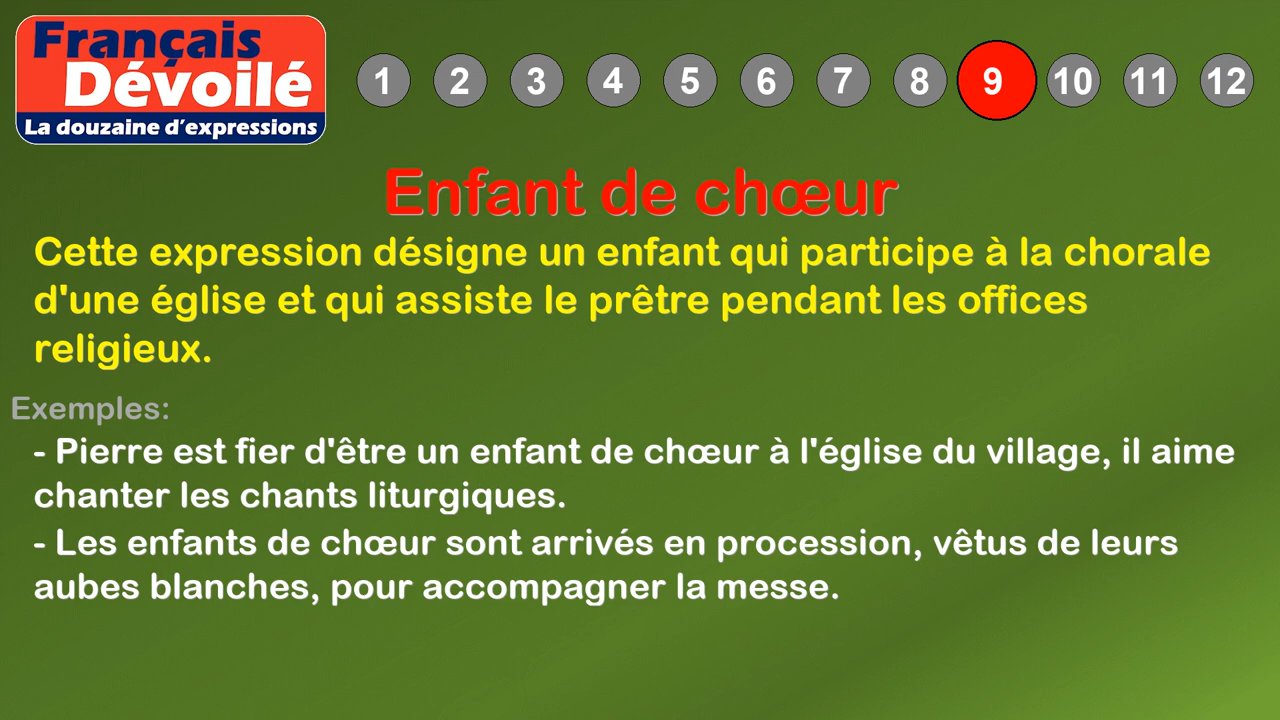 Français
Dévoilé
La douzaine d'expressions
1 2 3 4 5 6 7 8 9 10 11 12
Enfant de chœur
Cette expression désigne un enfant qui participe à la chorale
d'une église et qui assiste le prêtre pendant les offices
religieux.
Exemples:
- Pierre est fier d'être un enfant de chœur à l'église du village, il aime
chanter les chants liturgiques.
- Les enfants de chœur sont arrivés en procession, vêtus de leurs
aubes blanches, pour accompagner la messe.